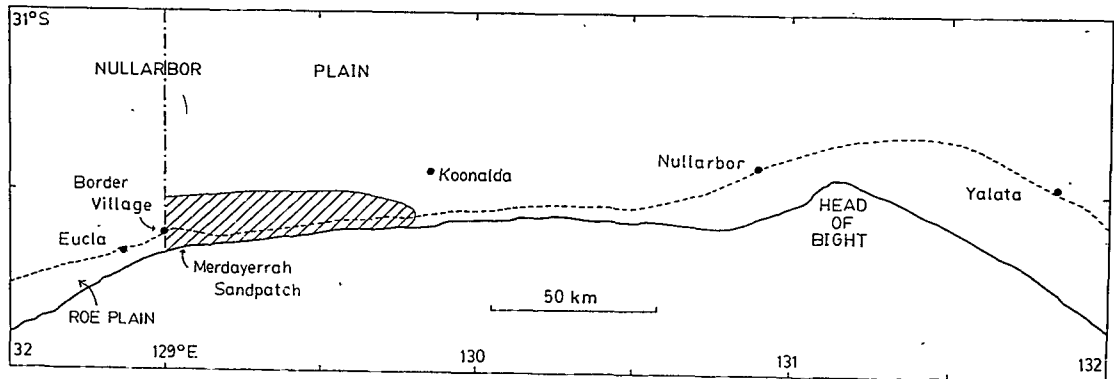 31°S
NULLARBOR PLAIN
Koonalda
Nullarbor
Yalata
Border
Village
Eucla
HEAD
OF
BIGHT
Merdayerrah
Sandpatch
50 km
ROE PLAIN
32 129°E 130 131 132